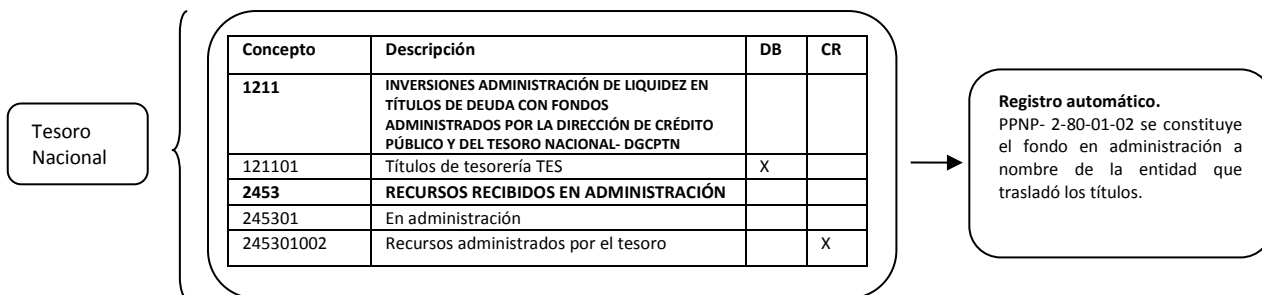 Tesoro
Nacional
Concepto Descripción DB CR
1211 INVERSIONES ADMINISTRACIÓN DE LIQUIDEZ EN
TÍTULOS DE DEUDA CON FONDOS
ADMINISTRADOS POR LA DIRECCIÓN DE CRÉDITO
PÚBLICO Y DEL TESORO NACIONAL- DGCPTN
121101 Títulos de tesorería TES X
2453 RECURSOS RECIBIDOS EN ADMINISTRACIÓN
245301 En administración
245301002 Recursos administrados por el tesoro X
Registro automático.
PPNP- 2-80-01-02 se constituye
el fondo en administración a
nombre de la entidad que
trasladó los títulos.